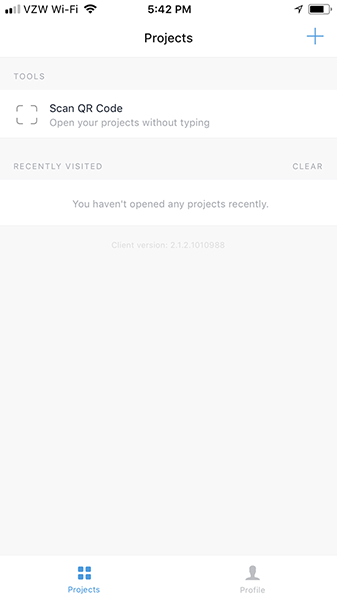 VZW Wi-Fi 5:42 PM
Projects
TOOLS
Scan QR Code
Open your projects without typing
RECENTLY VISITED CLEAR
You haven't opened any projects recently.
Client version: 2.1.2.1010988
Projects Profile